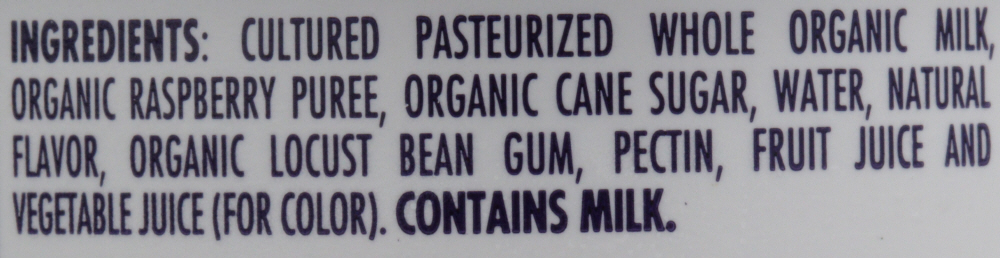 INGREDIENTS: CULTURED PASTEURIZED WHOLE ORGANIC MILK,
ORGANIC RASPBERRY PUREE, ORGANIC CANE SUGAR, WATER, NATURAL
FLAVOR, ORGANIC LOCUST BEAN GUM, PECTIN, FRUIT JUICE AND
VEGETABLE JUICE (FOR COLOR). CONTAINS MILK.